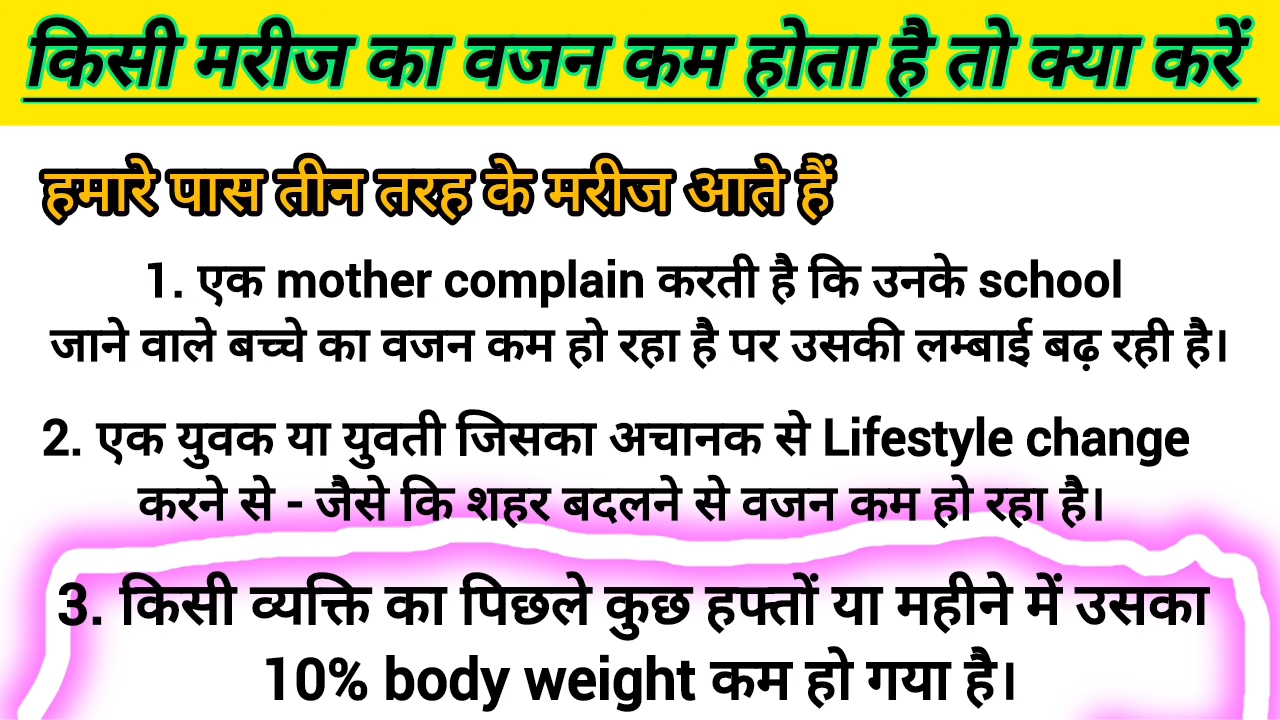 किसी मरीज का वजन कम होता है तो क्या करें
हमारे पास तीन तरह के मरीज आते हैं
1. एक mother complain करती है कि उनके school
जाने वाले बच्चे का वजन कम हो रहा है पर उसकी लम्बाई बढ़ रही है।
2. एक युवक या युवती जिसका अचानक से Lifestyle change
करने से - जैसे कि शहर बदलने से वजन कम हो रहा है।
3. किसी व्यक्ति का पिछले कुछ हफ्तों या महीने में उसका
10% body weight कम हो गया है।